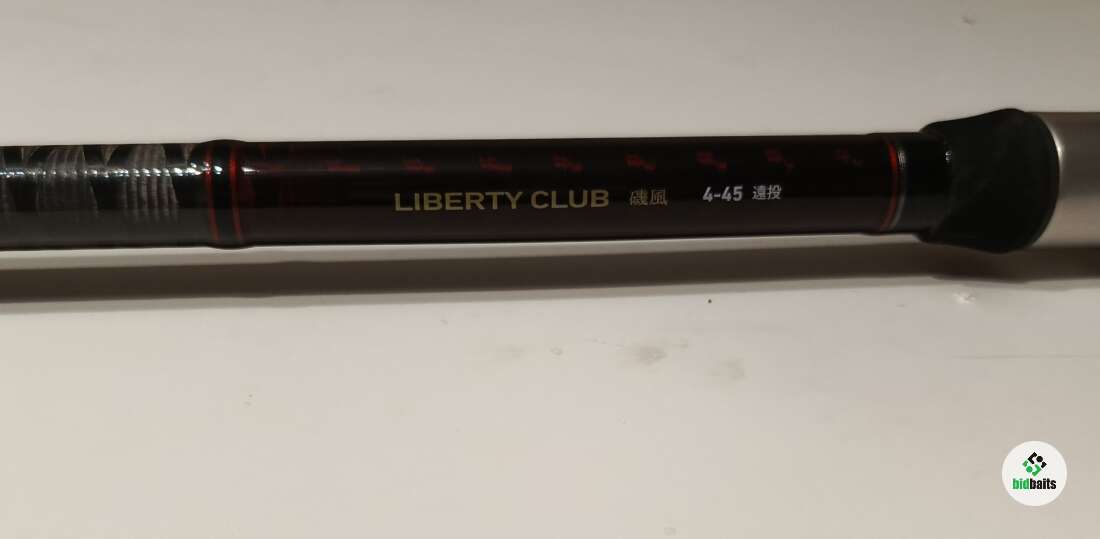 LIBERTY CLUB 磯風 4-45 遠投
bidbaits